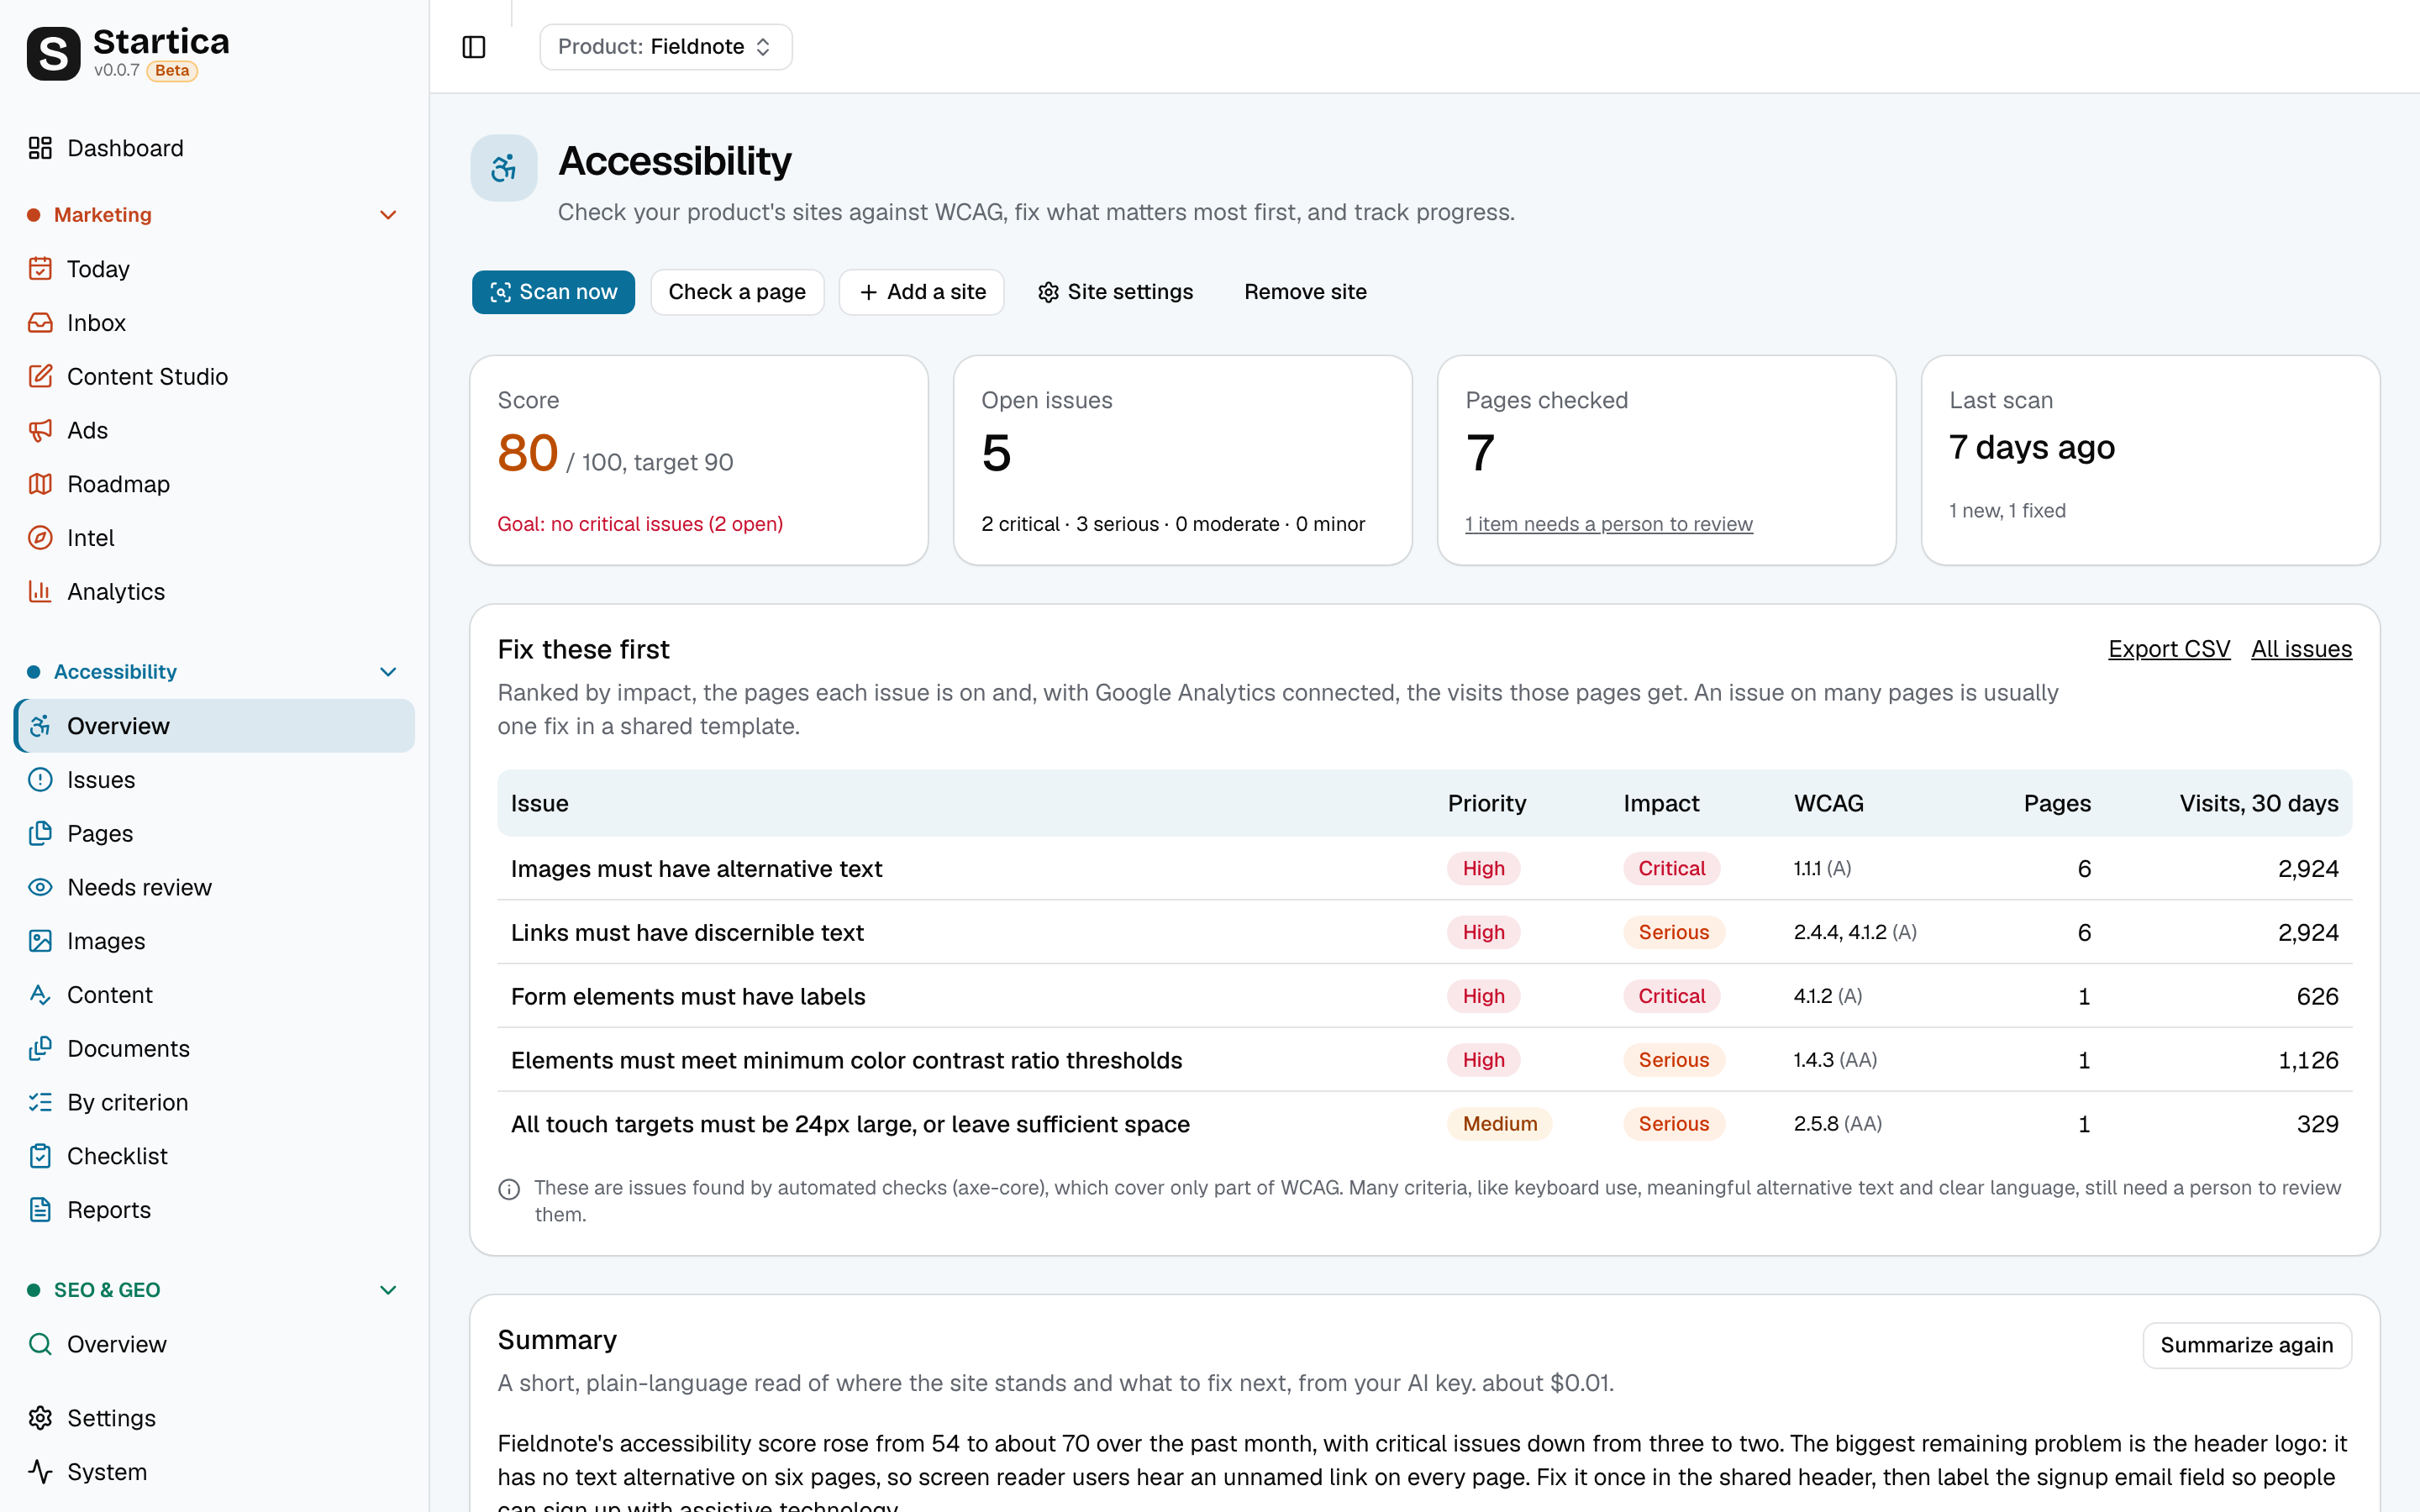 S Startica
v0.0.7 Beta
Dashboard
Marketing
Today
Inbox
Content Studio
Ads
Roadmap
Intel
Analytics
Accessibility
Overview
Issues
Pages
Needs review
Images
Content
Documents
By criterion
Checklist
Reports
SEO & GEO
Overview
Settings
System
Product: Fieldnote
Accessibility
Check your product's sites against WCAG, fix what matters most first, and track progress.
Scan now
Check a page
Add a site
Site settings
Remove site
Score
80 / 100, target 90
Goal: no critical issues (2 open)
Open issues
5
2 critical · 3 serious · 0 moderate · 0 minor
Pages checked
7
1 item needs a person to review
Last scan
7 days ago
1 new, 1 fixed
Fix these first
Export CSV All issues
Ranked by impact, the pages each issue is on and, with Google Analytics connected, the visits those pages get. An issue on many pages is usually
one fix in a shared template.
Issue Priority Impact WCAG Pages Visits, 30 days
Images must have alternative text High Critical 1.1.1 (A) 6 2,924
Links must have discernible text High Serious 2.4.4, 4.1.2 (A) 6 2,924
Form elements must have labels High Critical 4.1.2 (A) 1 626
Elements must meet minimum color contrast ratio thresholds High Serious 1.4.3 (AA) 1 1,126
All touch targets must be 24px large, or leave sufficient space Medium Serious 2.5.8 (AA) 1 329
These are issues found by automated checks (axe-core), which cover only part of WCAG. Many criteria, like keyboard use, meaningful alternative text and clear language, still need a person to review
them.
Summary
Summarize again
A short, plain-language read of where the site stands and what to fix next, from your AI key. about $0.01.
Fieldnote's accessibility score rose from 54 to about 70 over the past month, with critical issues down from three to two. The biggest remaining problem is the header logo: it
has no text alternative on six pages, so screen reader users hear an unnamed link on every page. Fix it once in the shared header, then label the signup email field so people
can sign up with assistive technology.